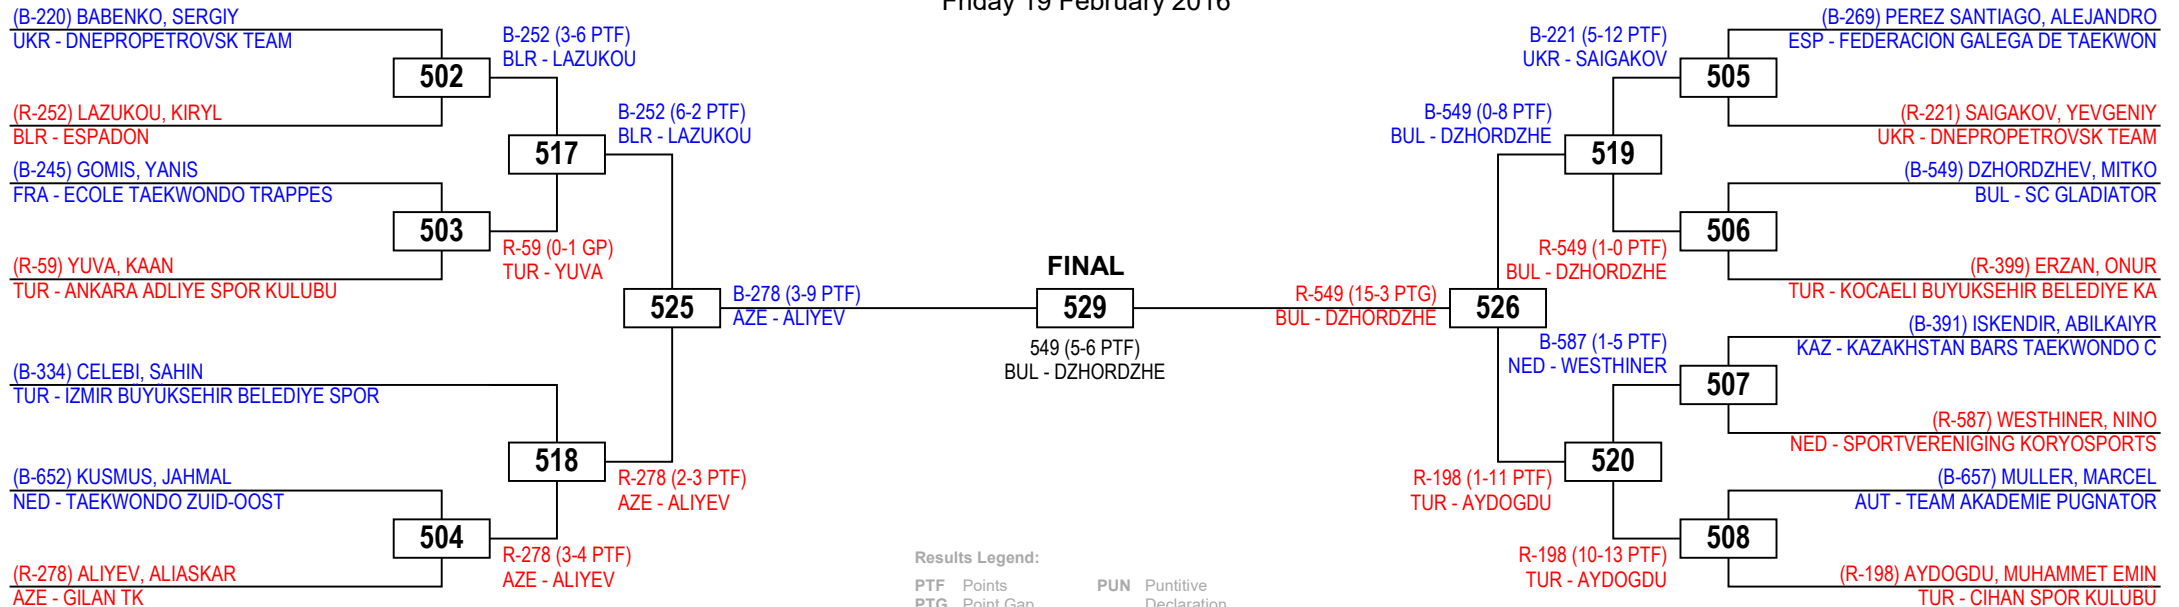 Friday 19 February 2016
(B-220) BABENKO, SERGIY
UKR - DNEPROPETROVSK TEAM
502
(R-252) LAZUKOU, KIRYL
BLR - ESPADON
B-252 (3-6 PTF)
BLR - LAZUKOU
(B-245) GOMIS, YANIS
FRA - ECOLE TAEKWONDO TRAPPES
503
(R-59) YUVA, KAAN
TUR - ANKARA ADLIYE SPOR KULUBU
R-59 (0-1 GP)
TUR - YUVA
517
B-252 (6-2 PTF)
BLR - LAZUKOU
(B-334) CELEBI, SAHIN
TUR - IZMIR BÜYÜKSEHIR BELEDIYE SPOR
(B-652) KUSMUS, JAHMAL
NED - TAEKWONDO ZUID-OOST
504
(R-278) ALIYEV, ALIASKAR
AZE - GILAN TK
R-278 (3-4 PTF)
AZE - ALIYEV
518
R-278 (2-3 PTF)
AZE - ALIYEV
525
B-278 (3-9 PTF)
AZE - ALIYEV
FINAL
529
549 (5-6 PTF)
BUL - DZHORDZHE
R-549 (15-3 PTG)
BUL - DZHORDZHE
526
B-549 (0-8 PTF)
BUL - DZHORDZHE
519
B-221 (5-12 PTF)
UKR - SAIGAKOV
505
(B-269) PEREZ SANTIAGO, ALEJANDRO
ESP - FEDERACION GALEGA DE TAEKWON
(R-221) SAIGAKOV, YEVGENIY
UKR - DNEPROPETROVSK TEAM
(B-549) DZHORDZHEV, MITKO
BUL - SC GLADIATOR
506
R-549 (1-0 PTF)
BUL - DZHORDZHE
(R-399) ERZAN, ONUR
TUR - KOCAELI BUYUKSEHIR BELEDIYE KA
(B-391) ISKENDIR, ABILKAIYR
KAZ - KAZAKHSTAN BARS TAEKWONDO C
B-587 (1-5 PTF)
NED - WESTHINER
507
(R-587) WESTHINER, NINO
NED - SPORTVERENIGING KORYOSPORTS
520
R-198 (1-11 PTF)
TUR - AYDOGDU
(B-657) MULLER, MARCEL
AUT - TEAM AKADEMIE PUGNATOR
508
R-198 (10-13 PTF)
TUR - AYDOGDU
(R-198) AYDOGDU, MUHAMMET EMIN
TUR - CIHAN SPOR KULUBU
Results Legend:
PTF Points PUN Puntitive
PTG Point Gap Declaration